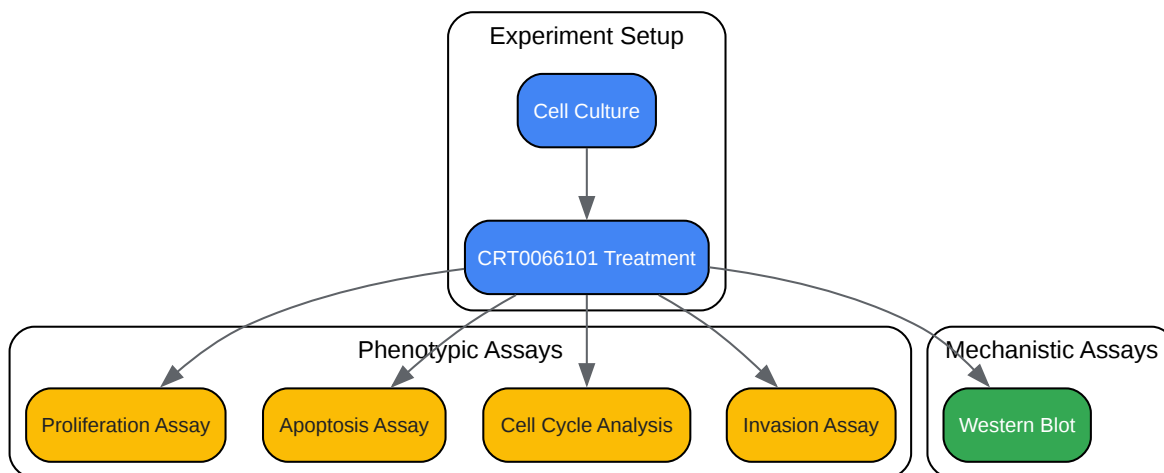 Experiment Setup
Cell Culture
CRT0066101 Treatment
Phenotypic Assays
Mechanistic Assays
Proliferation Assay
Apoptosis Assay
Cell Cycle Analysis
Invasion Assay
Western Blot